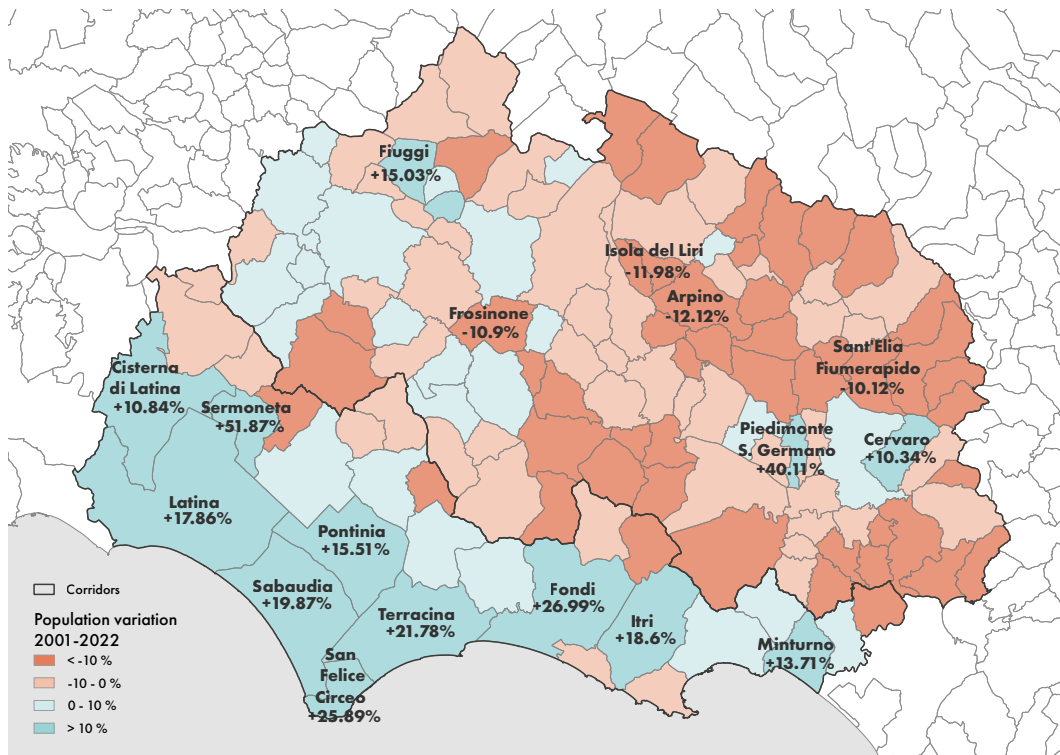 Fiuggi
+15.03%
Isola del Liri
-11.98%
Arpino
-12.12%
Frosinone
-10.9%
Sant'Elia
Fiumerapido
-10.12%
Cisterna
di Latina
+10.84%
Sermoneta
+51.87%
Piedimonte
S. Germano
+40.11%
Cervaro
+10.34%
Latina
+17.86%
Pontinia
+15.51%
Sabaudia
+19.87%
Fondi
+26.99%
Terracina
+21.78%
Itri
+18.6%
Minturno
+13.71%
San
Felice
Circeo
+25.89%
Corridors
Population variation
2001-2022
< -10 %
-10 - 0 %
0 - 10 %
> 10 %